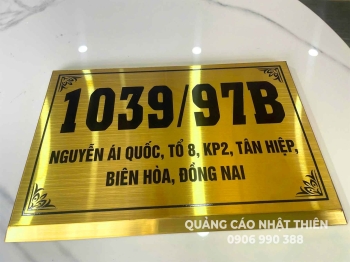 1039/97B
NGUYỄN ÁI QUỐC, TỔ 8, KP2, TÂN HIỆP,
BIÊN HÒA, ĐỒNG NAI
QUẢNG CÁO NHẬT THIÊN
0906 990 388